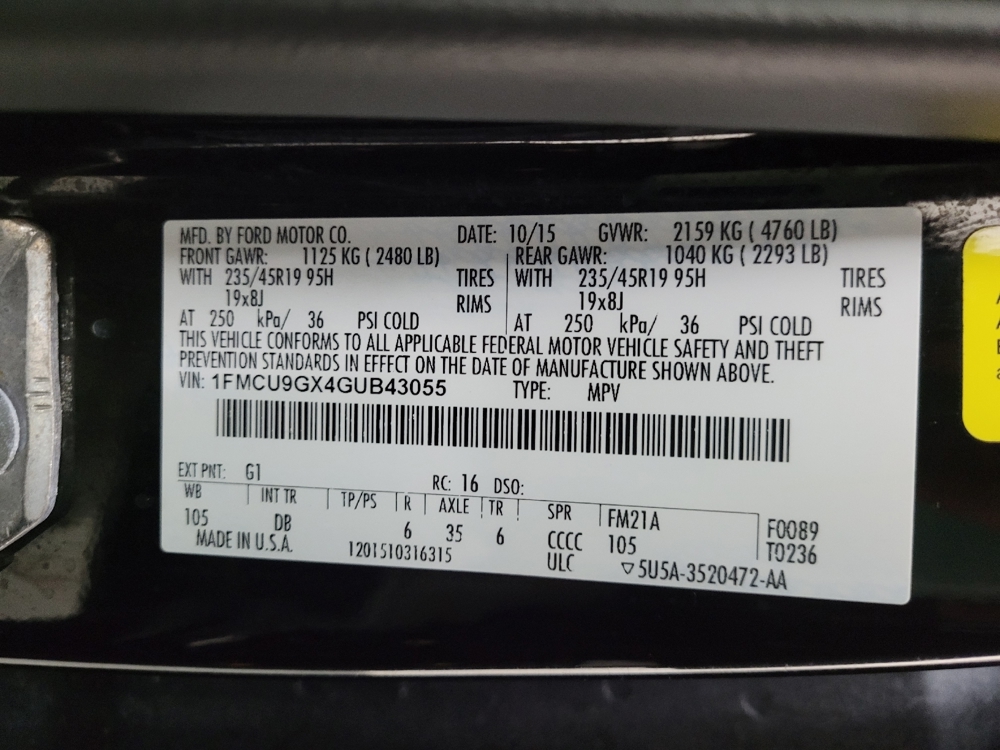 MFD. BY FORD MOTOR CO. DATE: 10/15 GVWR: 2159 KG ( 4760 LB)
FRONT GAWR: 1125 KG ( 2480 LB) REAR GAWR: 1040 KG ( 2293 LB)
WITH 235/45R19 95H TIRES WITH 235/45R19 95H TIRES
19x8J RIMS 19x8J RIMS
AT 250 kPa/ 36 PSI COLD AT 250 kPa/ 36 PSI COLD
THIS VEHICLE CONFORMS TO ALL APPLICABLE FEDERAL MOTOR VEHICLE SAFETY AND THEFT
PREVENTION STANDARDS IN EFFECT ON THE DATE OF MANUFACTURE SHOWN ABOVE.
VIN: 1FMCU9GX4GUB43055 TYPE: MPV
EXT PNT: G1 RC: 16 DSO:
WB INT TR TP/PS R AXLE TR SPR FM21A F0089
105 DB 6 35 6 CCCC 105 T0236
MADE IN U.S.A. 1201510316315 ULC ▽5U5A-3520472-AA